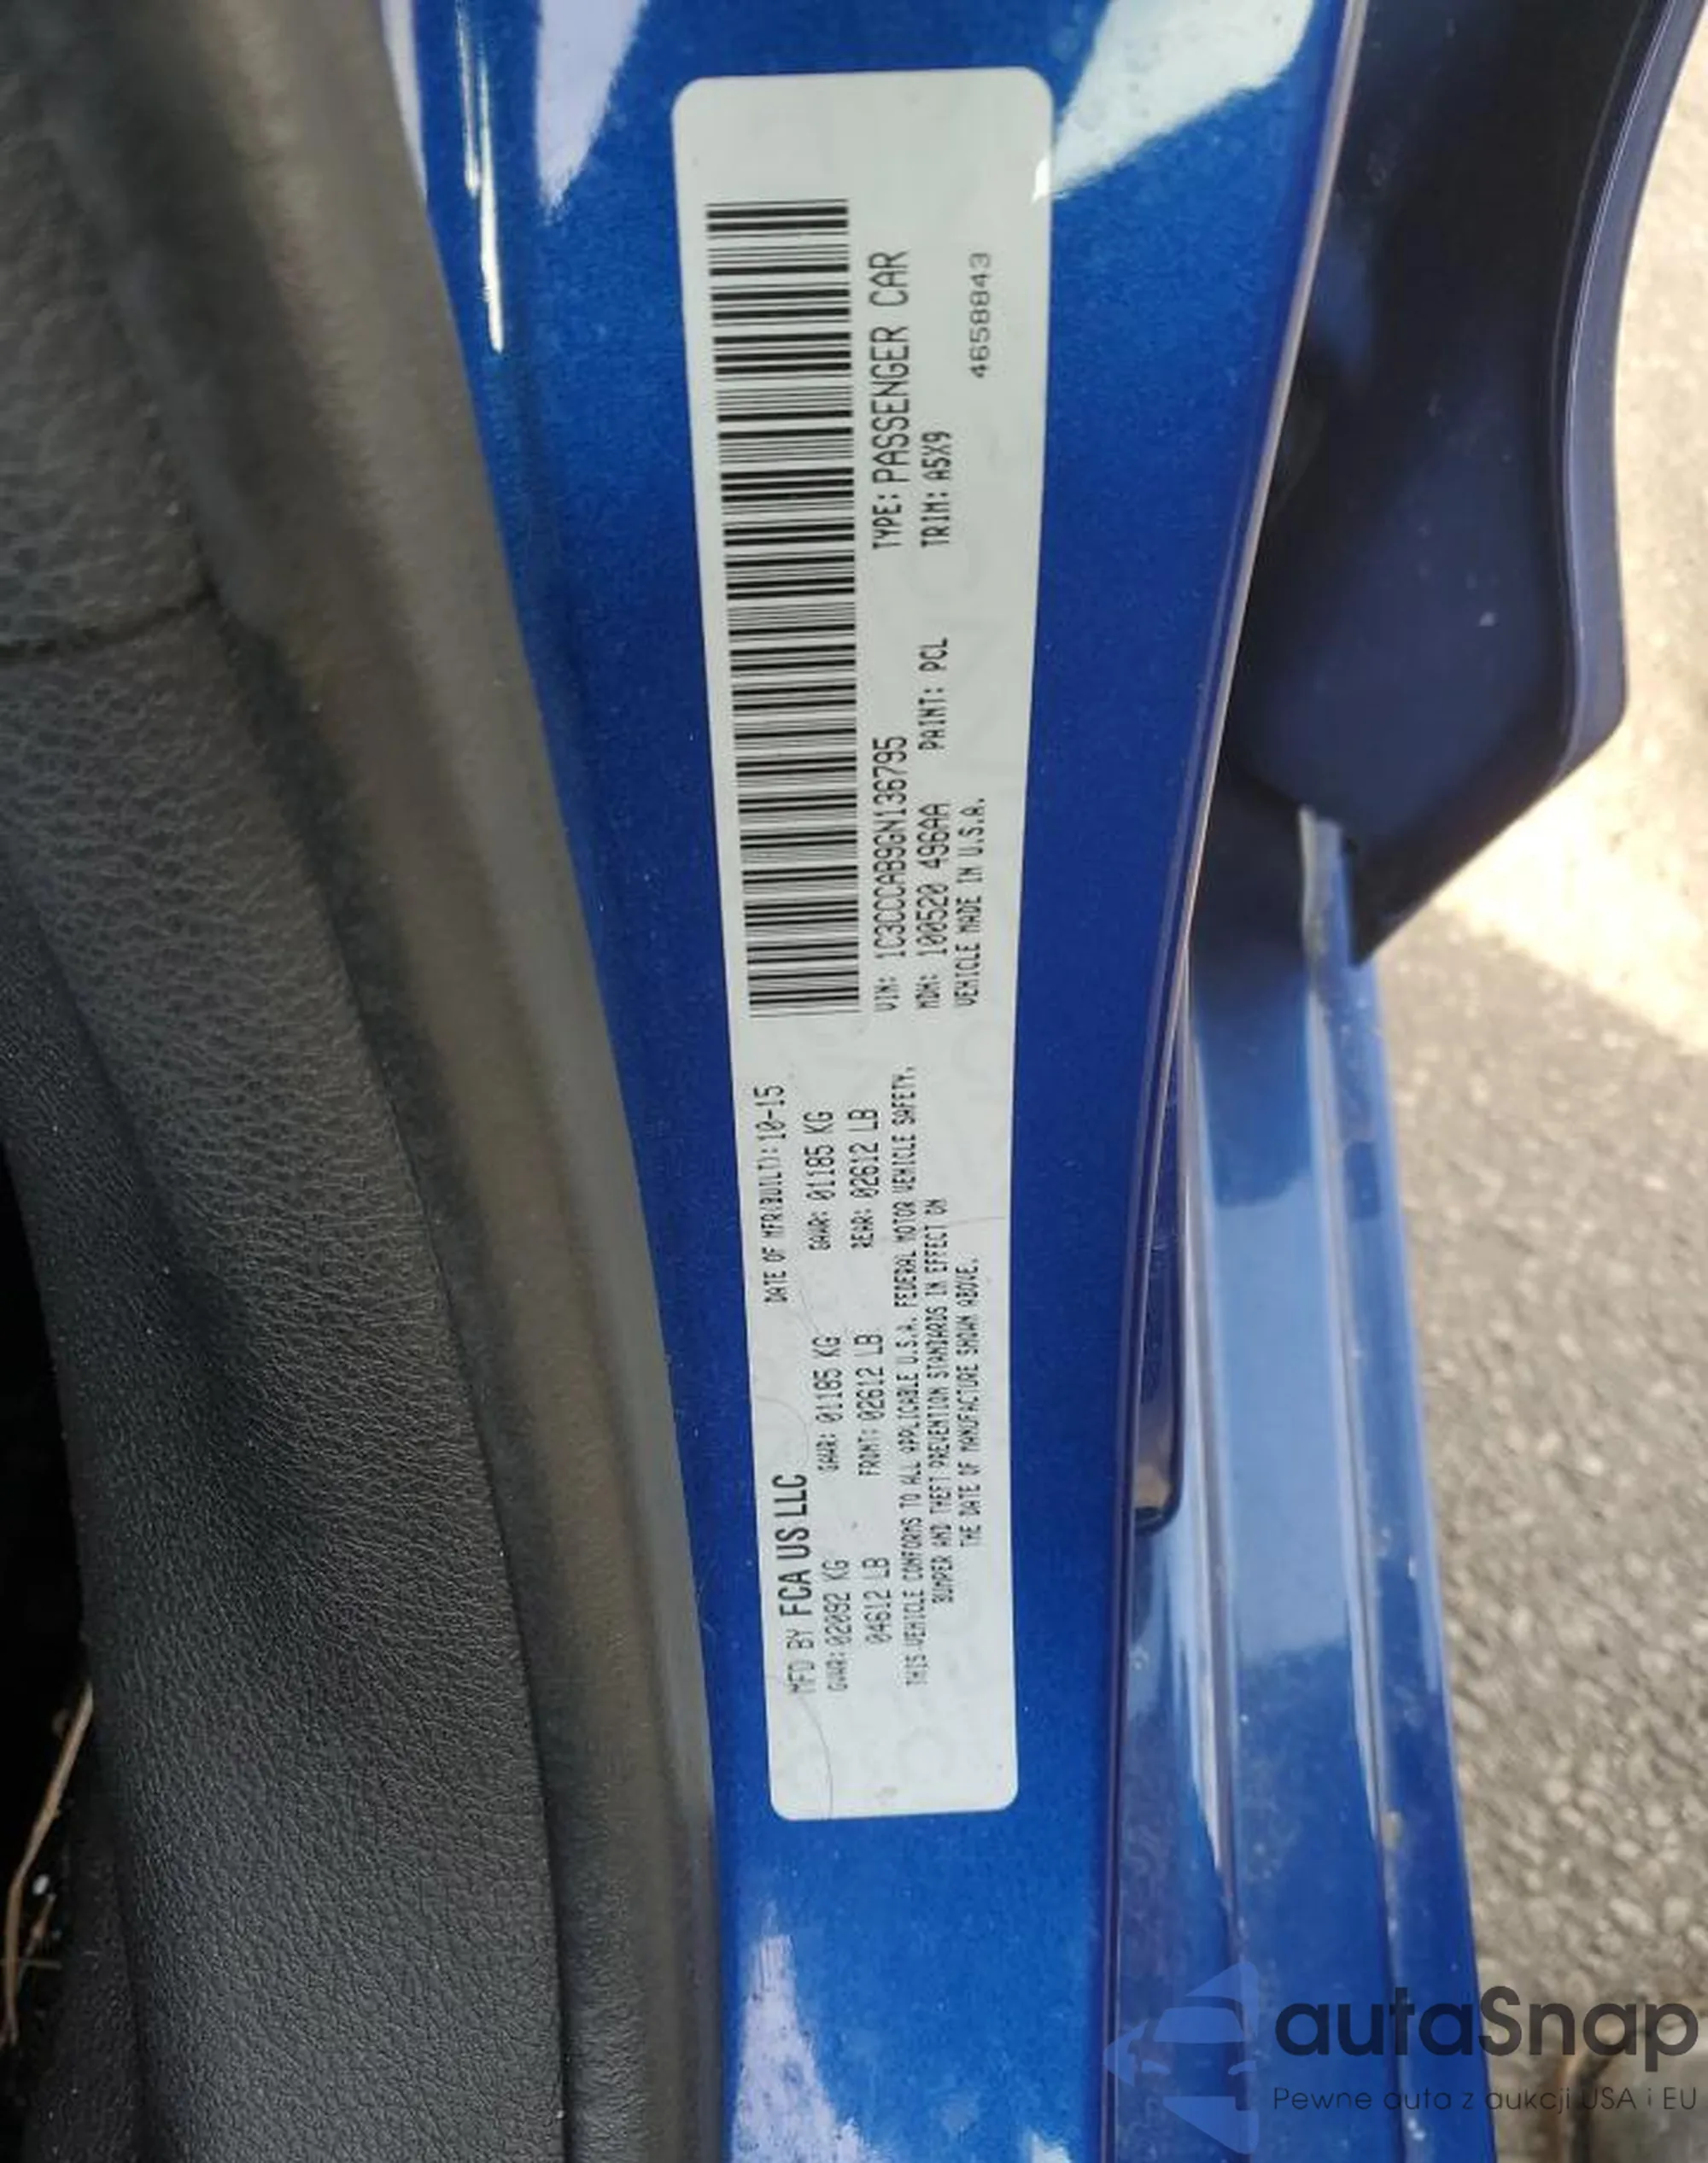 MFD BY FCA US LLC
DATE OF MFR(BUILT): 10-15
GVWR: 02092 KG
GAWR: 01185 KG
GAWR: 01185 KG
04612 LB
FRONT: 02612 LB
REAR: 02612 LB
THIS VEHICLE CONFORMS TO ALL APPLICABLE U.S.A. FEDERAL MOTOR VEHICLE SAFETY,
BUMPER AND THEFT PREVENTION STANDARDS IN EFFECT ON
THE DATE OF MANUFACTURE SHOWN ABOVE.
VIN: 1C3CCCAB9GN136795
TYPE: PASSENGER CAR
MDH: 100520 496AA
PAINT: PCL
TRIM: A5X9
VEHICLE MADE IN U.S.A.
4658843
autaSnap
Pewne auta z aukcji USA i EU